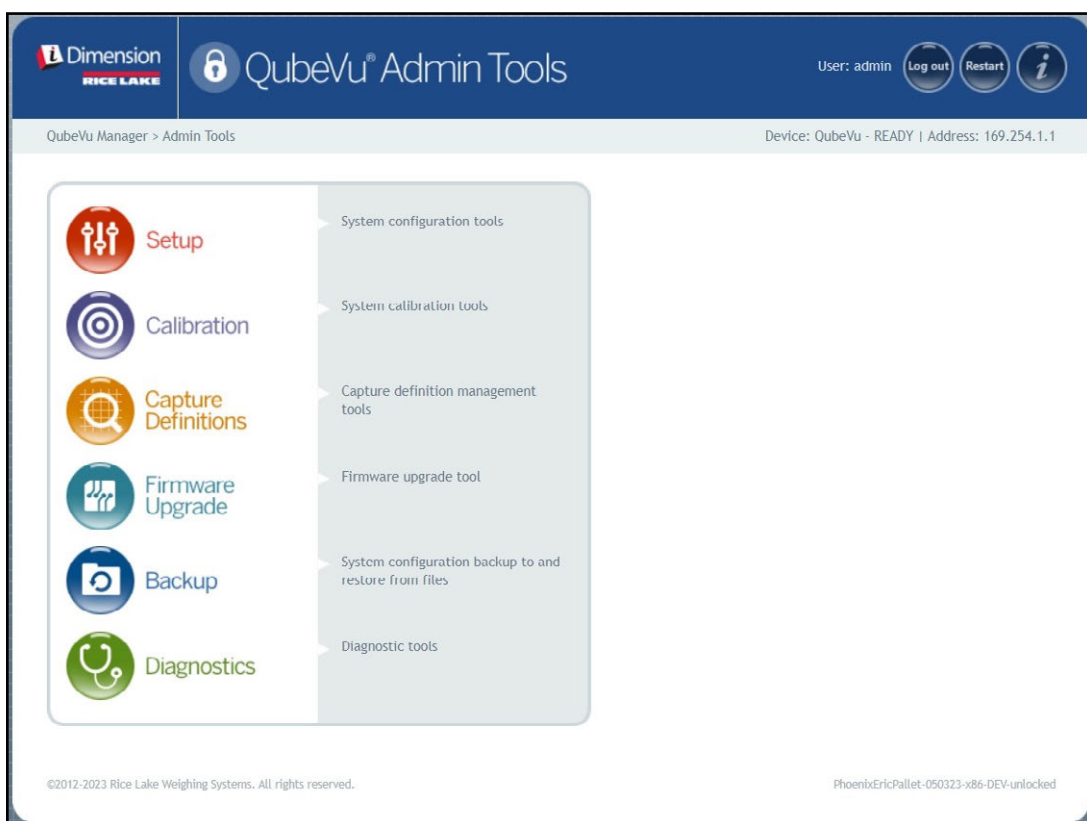 iDimension
RICE LAKE
QubeVu® Admin Tools
User: admin
Log out
Restart
i
QubeVu Manager > Admin Tools
Device: QubeVu - READY | Address: 169.254.1.1
Setup
System configuration tools
Calibration
System calibration tools
Capture
Definitions
Capture definition management
tools
Firmware
Upgrade
Firmware upgrade tool
Backup
System configuration backup to and
restore from files
Diagnostics
Diagnostic tools
©2012-2023 Rice Lake Weighing Systems. All rights reserved.
PhoenixEricPallet-050323-x86-DEV-unlocked